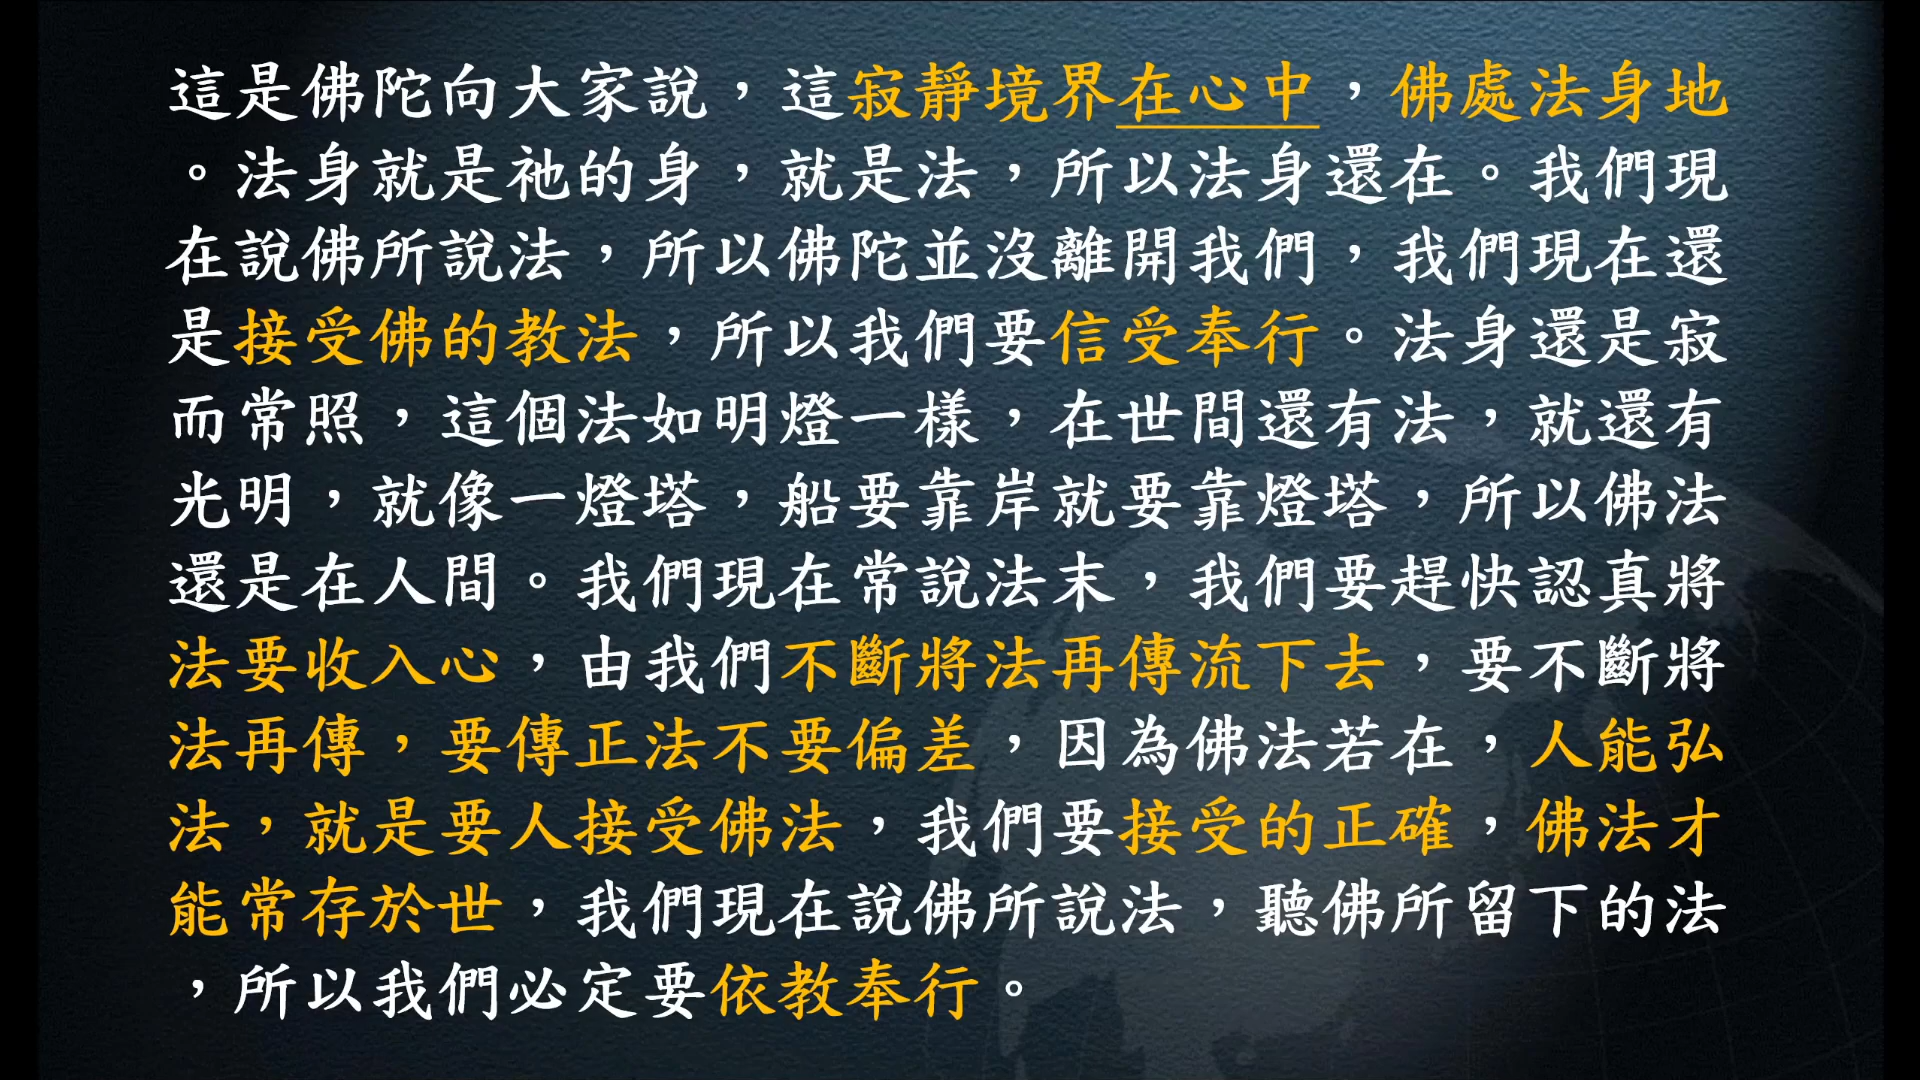 這是佛陀向大家說，這寂靜境界在心中，佛處法身地
。法身就是祂的身，就是法，所以法身還在。我們現
在說佛所說法，所以佛陀並沒離開我們，我們現在還
是接受佛的教法，所以我們要信受奉行。法身還是寂
而常照，這個法如明燈一樣，在世間還有法，就還有
光明，就像一燈塔，船要靠岸就要靠燈塔，所以佛法
還是在人間。我們現在常說法末，我們要趕快認真將
法要收入心，由我們不斷將法再傳流下去，要不斷將
法再傳，要傳正法不要偏差，因為佛法若在，人能弘
法，就是要人接受佛法，我們要接受的正確，佛法才
能常存於世，我們現在說佛所說法，聽佛所留下的法
，所以我們必定要依教奉行。